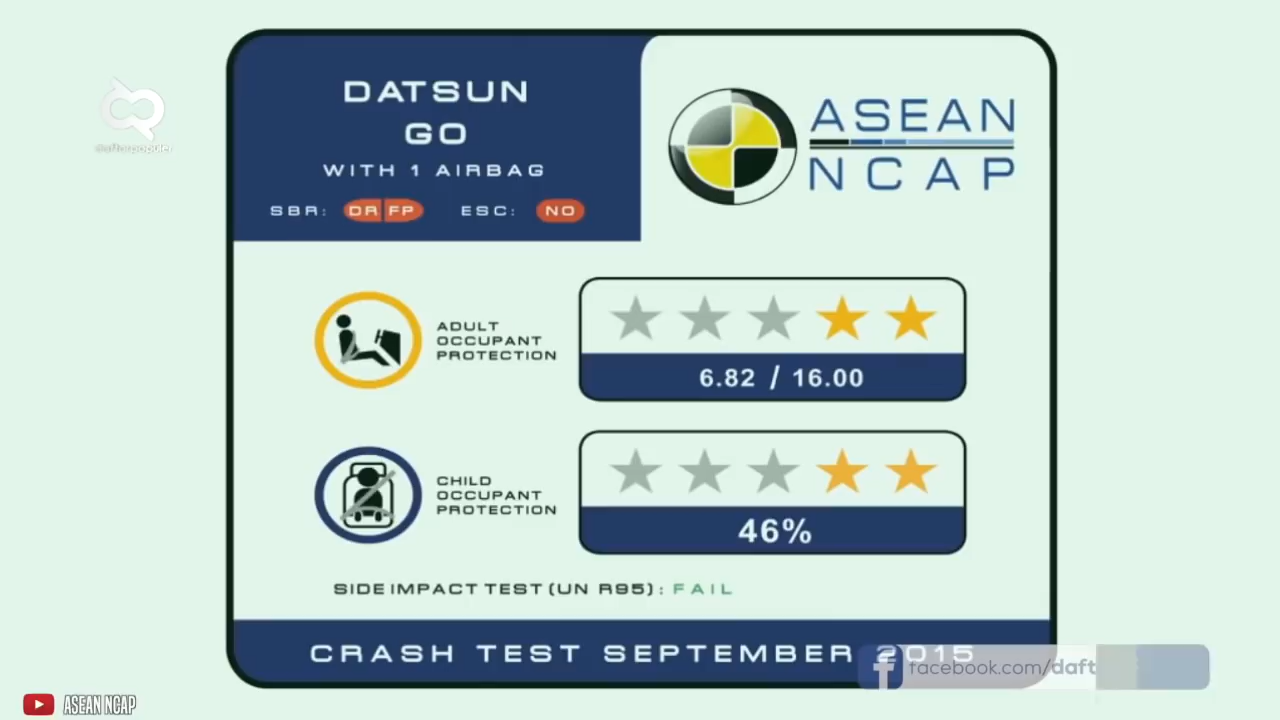 DATSUN
GO
WITH 1 AIRBAG
SBR: DR FP ESC: NO
ASEAN
NCAP
@daftarpopuler
ADULT
OCCUPANT
PROTECTION
6.82 / 16.00
CHILD
OCCUPANT
PROTECTION
46%
SIDE IMPACT TEST (UN R95): FAIL
CRASH TEST SEPTEMBER 2015
facebook.com/daft
ASEAN NCAP